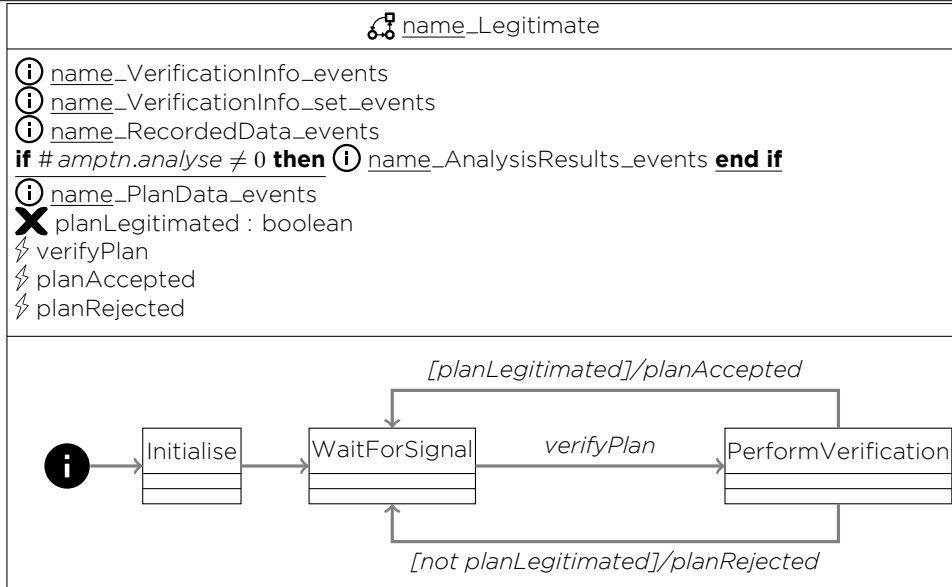 name_Legitimate
name_VerificationInfo_events
name_VerificationInfo_set_events
name_RecordedData_events
if # amptn.analyse ≠ 0 then name_AnalysisResults_events end if
name_PlanData_events
planLegitimated : boolean
verifyPlan
planAccepted
planRejected
[planLegitimated]/planAccepted
Initialise
WaitForSignal
verifyPlan
PerformVerification
[not planLegitimated]/planRejected